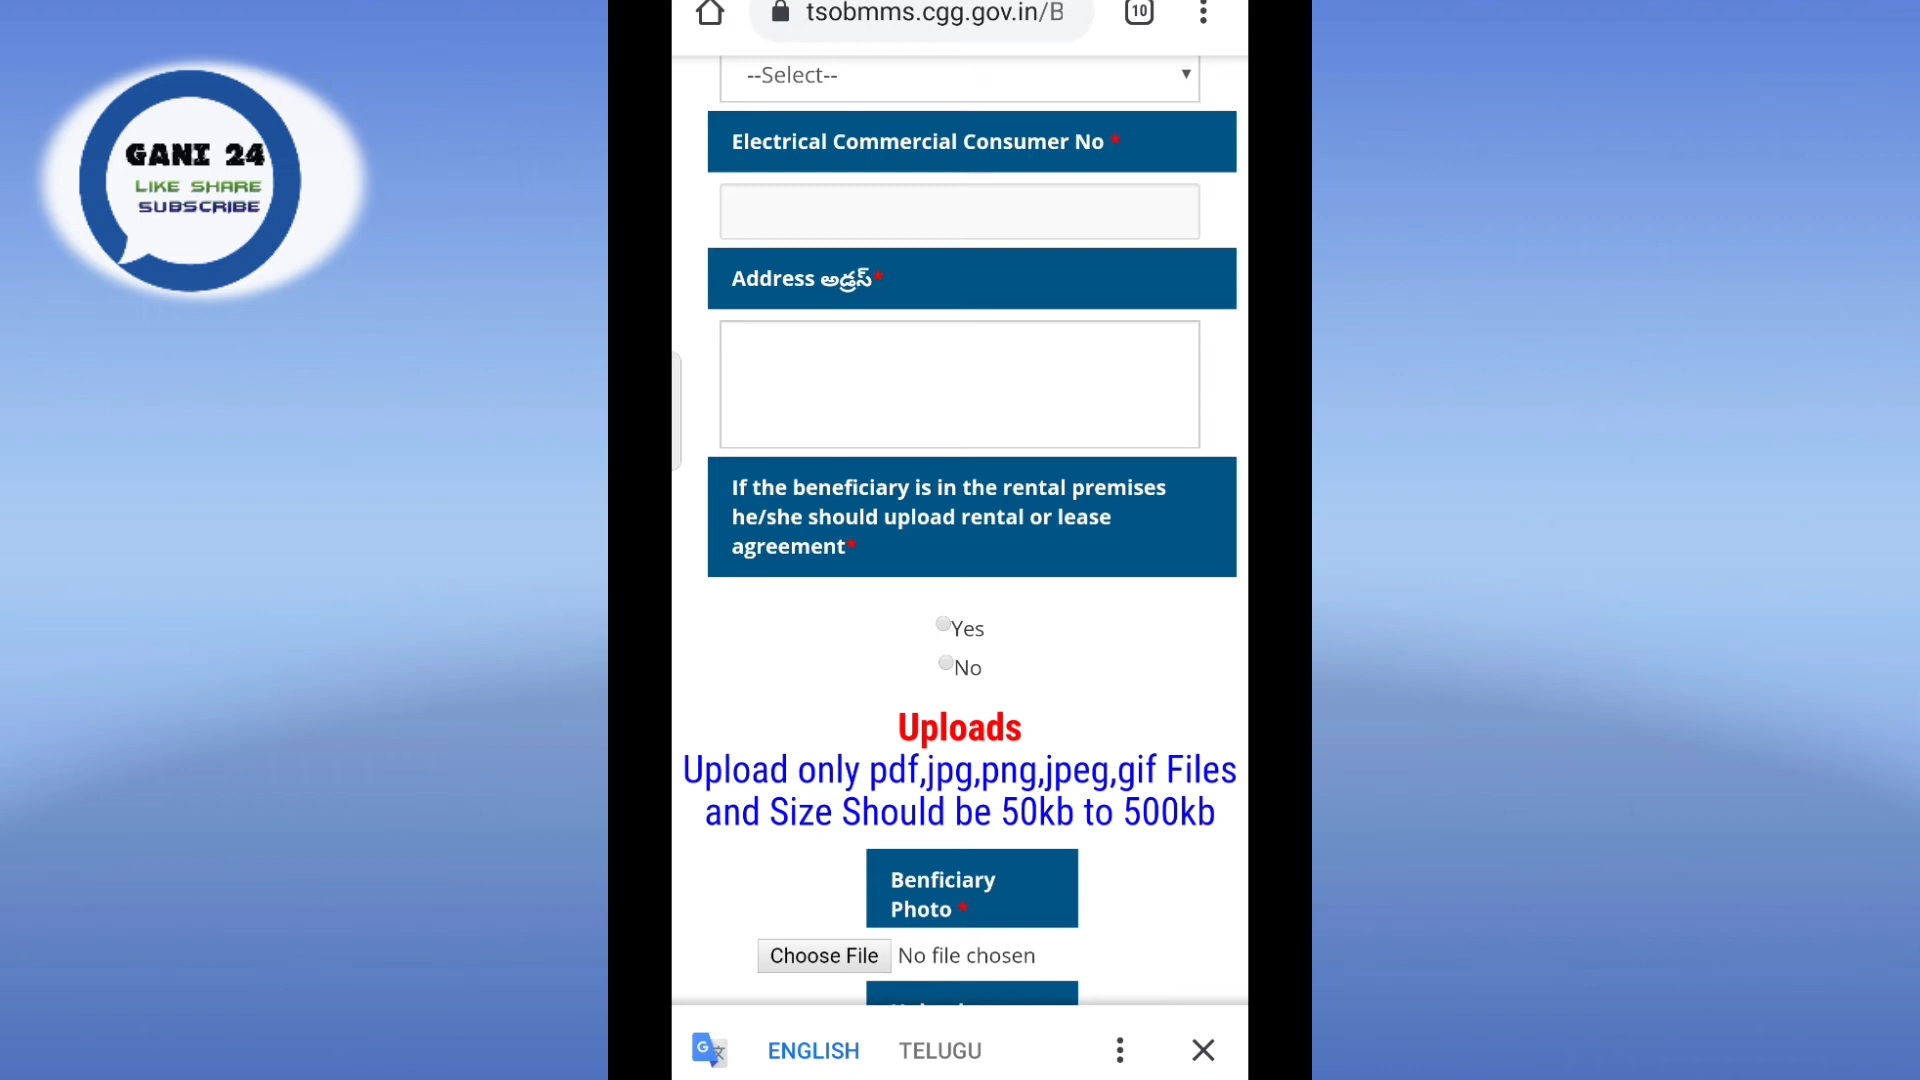 GANI 24
LIKE SHARE
SUBSCRIBE
tsobmms.cgg.gov.in/B
10
--Select--
Electrical Commercial Consumer No *
Address అడ్రస్*
If the beneficiary is in the rental premises
he/she should upload rental or lease
agreement*
Yes
No
Uploads
Upload only pdf,jpg,png,jpeg,gif Files
and Size Should be 50kb to 500kb
Benficiary
Photo *
Choose File No file chosen
ENGLISH TELUGU